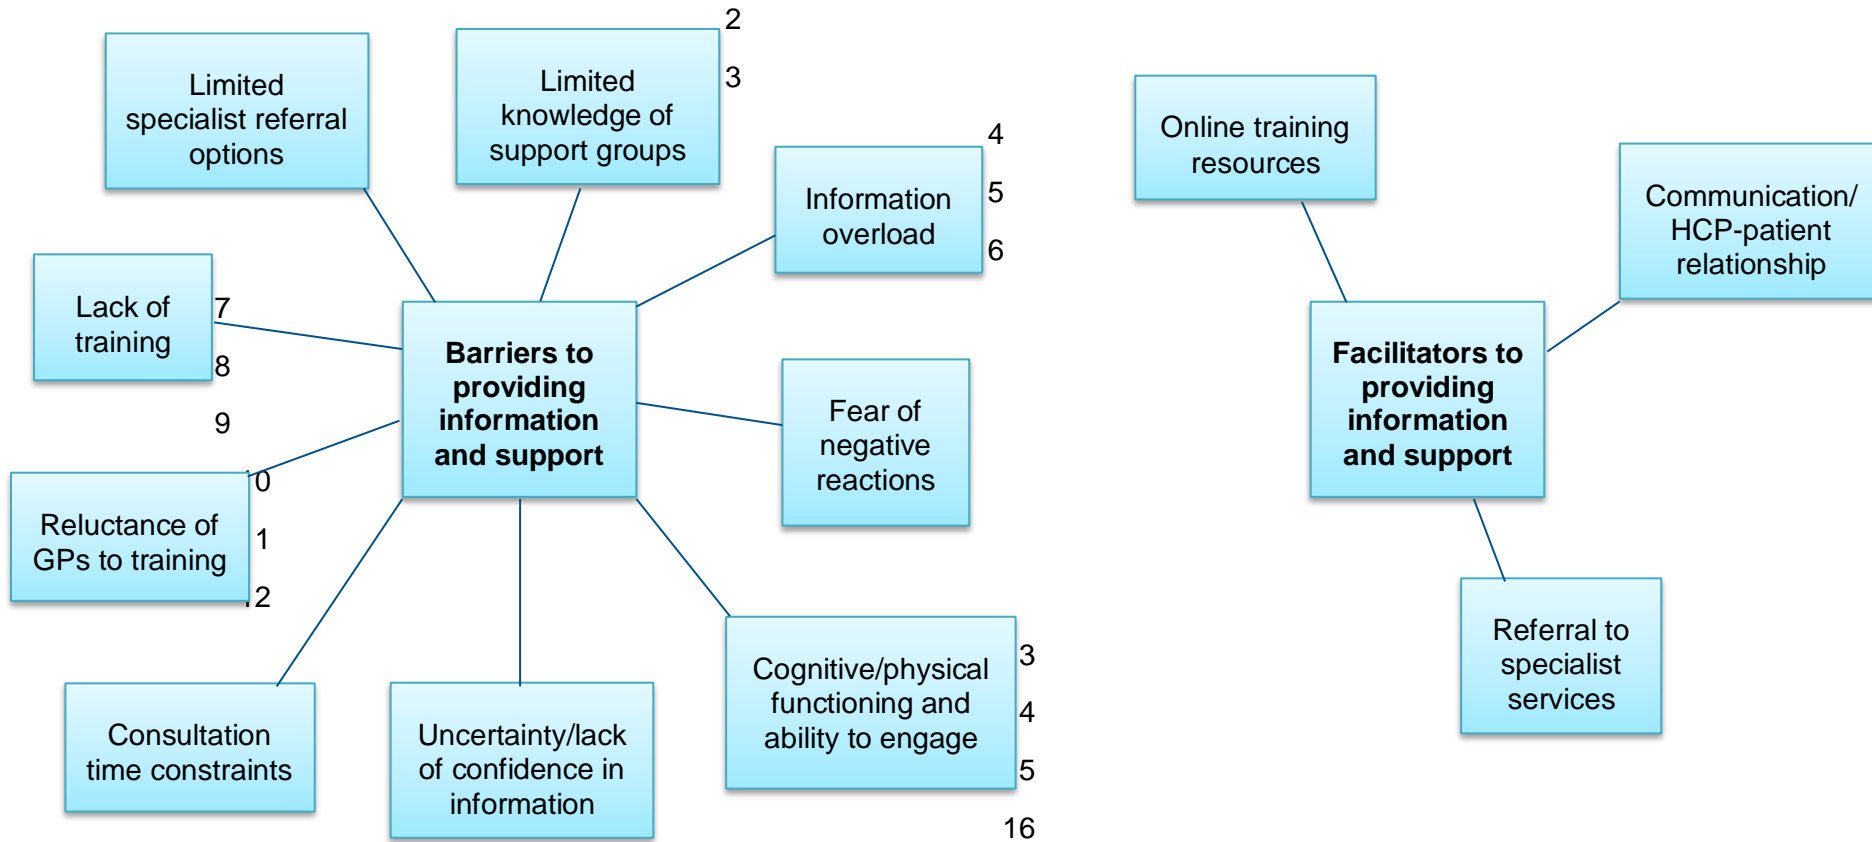 2
Limited
specialist referral
options
Limited
knowledge of
support groups
3
4
Information
overload
5
6
Online training
resources
Communication/
HCP-patient
relationship
Lack of
training
7
8
9
Barriers to
providing
information
and support
Fear of
negative
reactions
Facilitators to
providing
information
and support
Reluctance of
GPs to training
0
1
12
Consultation
time constraints
Uncertainty/lack
of confidence in
information
Cognitive/physical
functioning and
ability to engage
3
4
5
16
Referral to
specialist
services